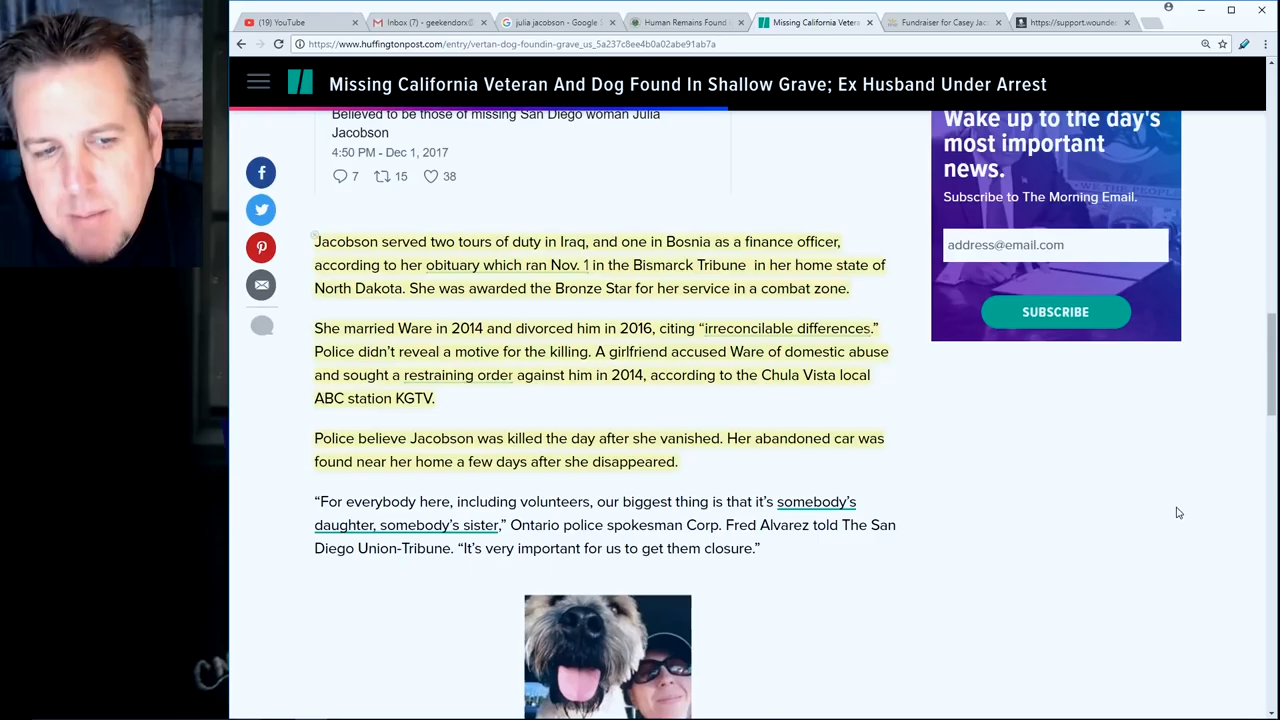 (19) YouTube
Inbox (7) - geekendorx@
julia jacobson - Google S
Human Remains Found
Missing California Vetera
Fundraiser for Casey Jac
https://support.wounde
https://www.huffingtonpost.com/entry/vertan-dog-foundin-grave_us_5a237c8ee4b0a02abe91ab7a
Missing California Veteran And Dog Found In Shallow Grave; Ex Husband Under Arrest
Believed to be those of missing San Diego woman Julia
Jacobson
4:50 PM - Dec 1, 2017
7 15 38
Jacobson served two tours of duty in Iraq, and one in Bosnia as a finance officer,
according to her obituary which ran Nov. 1 in the Bismarck Tribune in her home state of
North Dakota. She was awarded the Bronze Star for her service in a combat zone.
She married Ware in 2014 and divorced him in 2016, citing “irreconcilable differences.”
Police didn’t reveal a motive for the killing. A girlfriend accused Ware of domestic abuse
and sought a restraining order against him in 2014, according to the Chula Vista local
ABC station KGTV.
Police believe Jacobson was killed the day after she vanished. Her abandoned car was
found near her home a few days after she disappeared.
“For everybody here, including volunteers, our biggest thing is that it’s somebody’s
daughter, somebody’s sister,” Ontario police spokesman Corp. Fred Alvarez told The San
Diego Union-Tribune. “It’s very important for us to get them closure.”
Wake up to the day's
most important
news.
Subscribe to The Morning Email.
address@email.com
SUBSCRIBE